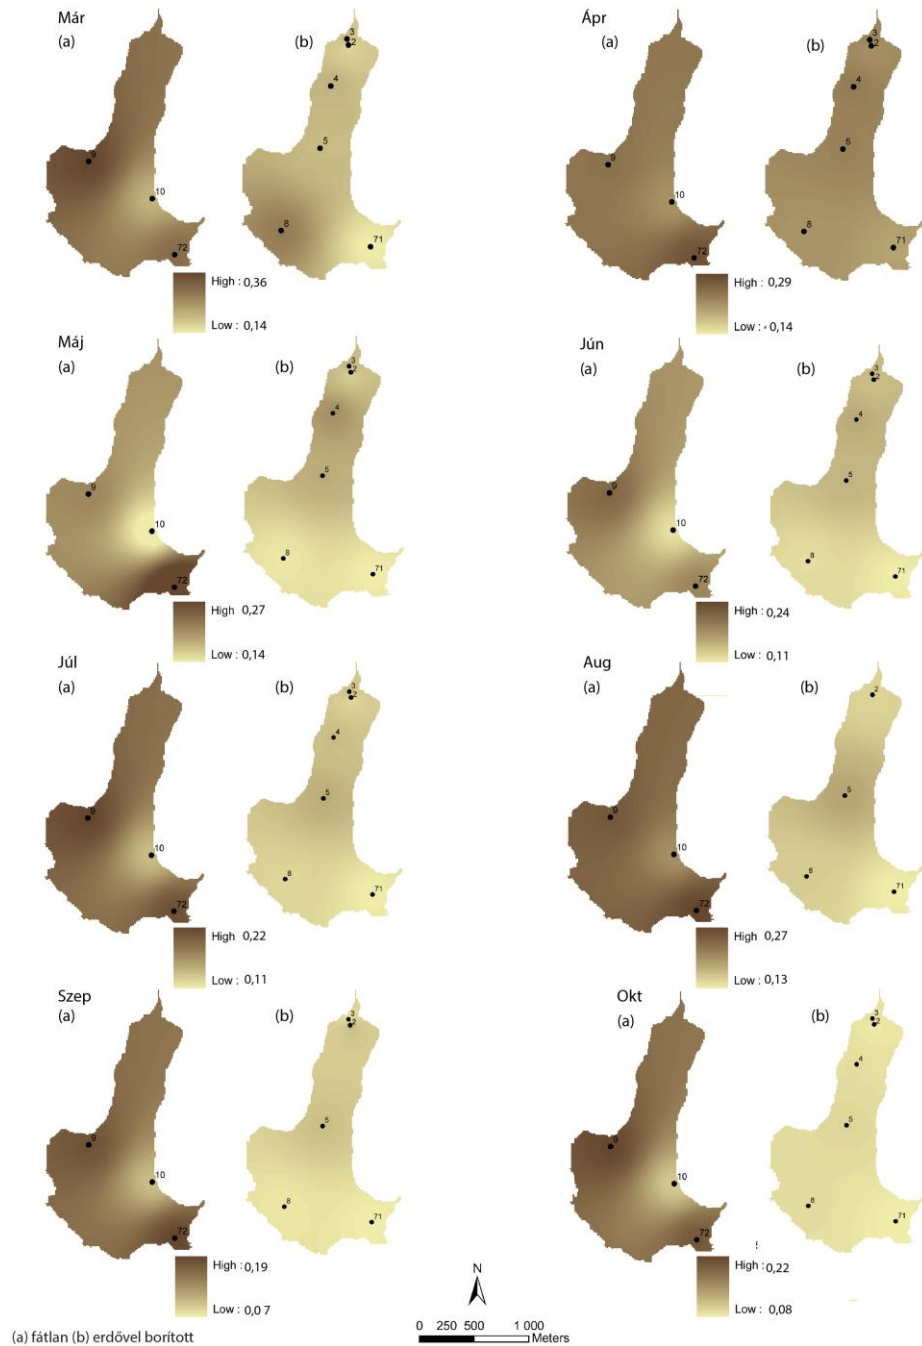 Már
(a)
(b)
3
2
4
5
9
10
8
72
71
High : 0,36
Low : 0,14
Ápr
(a)
(b)
3
2
4
5
9
10
8
72
71
High : 0,29
Low : 0,14
Máj
(a)
(b)
3
2
4
5
9
10
8
72
71
High 0,27
Low : 0,14
Jún
(a)
(b)
3
2
4
5
9
10
8
72
71
High : 0,24
Low : 0,11
Júl
(a)
(b)
3
2
4
5
9
10
8
72
71
High 0,22
Low : 0,11
Aug
(a)
(b)
2
5
9
10
8
72
71
High 0,27
Low : 0,13
Szep
(a)
(b)
3
2
5
9
10
8
72
71
High : 0,19
Low : 0,0 7
Okt
(a)
(b)
3
2
4
5
9
10
8
72
71
High : 0,22
Low : 0,08
N
0 250 500 1 000
Meters
(a) fátlan (b) erdővel borított